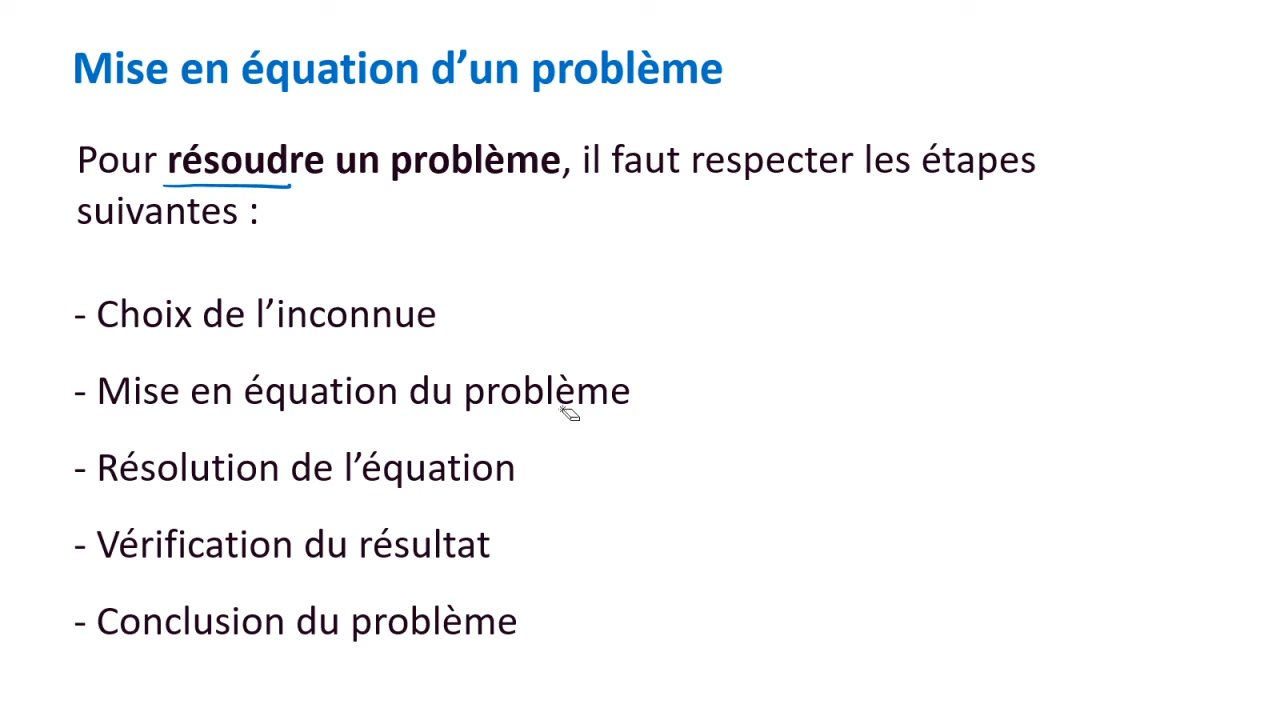 Mise en équation d’un problème
Pour résoudre un problème, il faut respecter les étapes
suivantes :
- Choix de l’inconnue
- Mise en équation du problème
- Résolution de l’équation
- Vérification du résultat
- Conclusion du problème